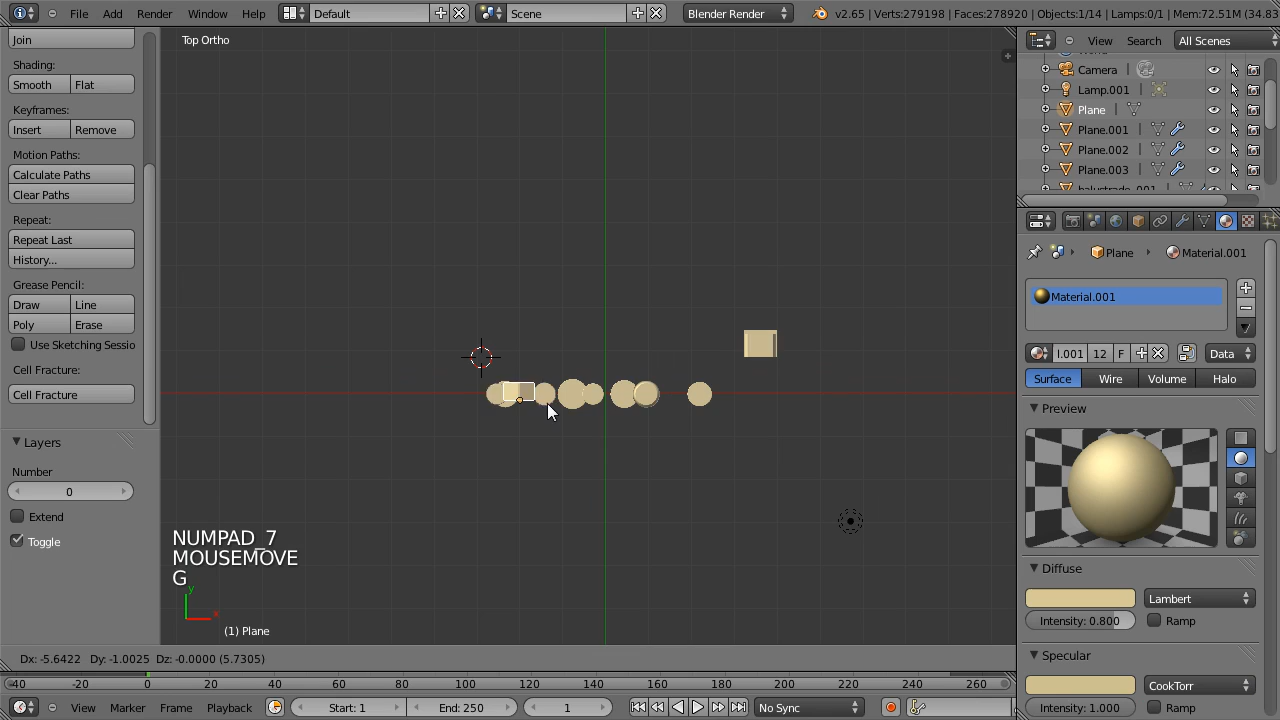 File Add Render Window Help Default Scene Blender Render v2.65 | Verts:279198 | Faces:278920 | Objects:1/14 | Lamps:0/1 | Mem:72.51M (34.83
Join
Shading:
Smooth Flat
Keyframes:
Insert Remove
Motion Paths:
Calculate Paths
Clear Paths
Repeat:
Repeat Last
History...
Grease Pencil:
Draw Line
Poly Erase
Use Sketching Sessio
Cell Fracture:
Cell Fracture
Layers
Number
0
Extend
Toggle
Top Ortho
NUMPAD_7
MOUSEMOVE
G
y
x
(1) Plane
Dx: -5.6422 Dy: -1.0025 Dz: -0.0000 (5.7305)
-40 -20 0 20 40 60 80 100 120 140 160 180 200 220 240 260
View Marker Frame Playback Start: 1 End: 250 1 No Sync
View Search All Scenes
Camera
Lamp.001
Plane
Plane.001
Plane.002
Plane.003
balustrade_001
Plane Material.001
Material.001
l.001 12 F Data
Surface Wire Volume Halo
Preview
Diffuse
Lambert
Intensity: 0.800 Ramp
Specular
CookTorr
Intensity: 1.000 Ramp